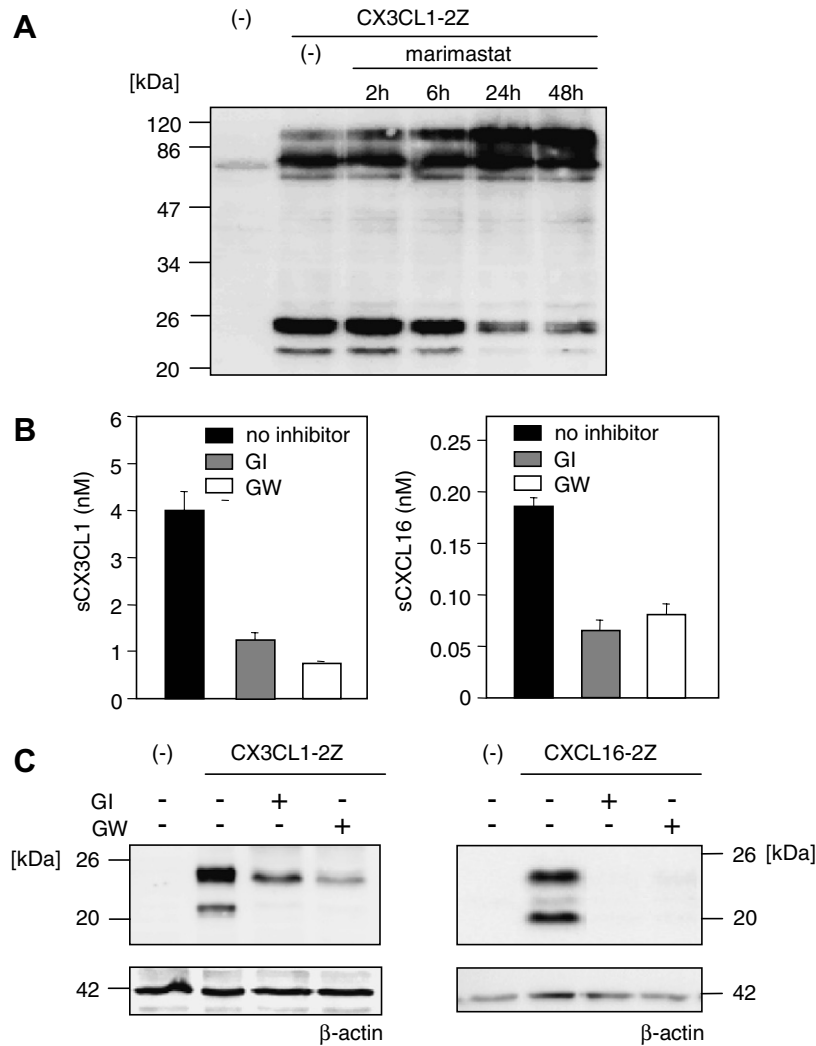 A
(-) CX3CL1-2Z
(-) marimastat
[kDa] 2h 6h 24h 48h
120
86
47
34
26
20
B
6
5
4
3
2
1
0
sCX3CL1 (nM)
no inhibitor
GI
GW
0.25
0.20
0.15
0.10
0.05
0
sCXCL16 (nM)
no inhibitor
GI
GW
C
(-) CX3CL1-2Z (-) CXCL16-2Z
GI - - + - - - + -
GW - - - + - - - +
[kDa] 26 26 [kDa]
20 20
42 42
β-actin β-actin